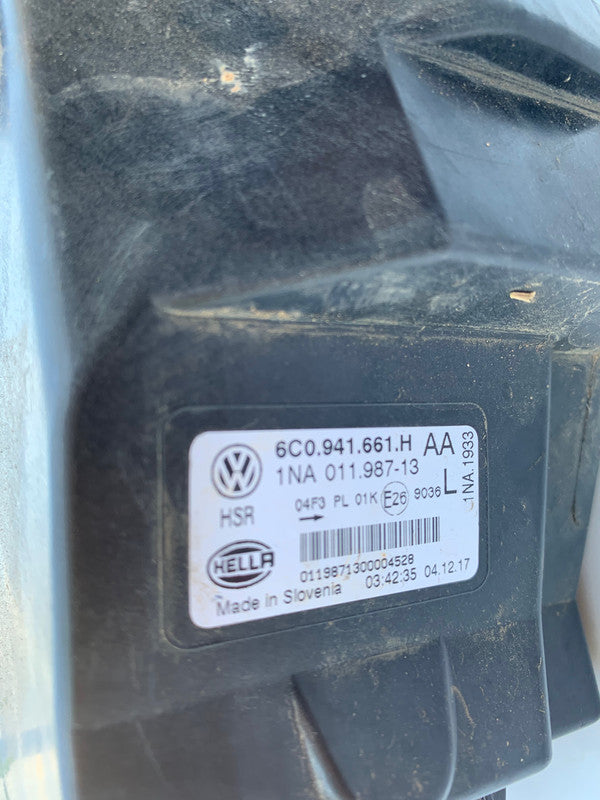 6C0.941.661.H AA
1NA 011.987-13
1NA.1933
HSR
04F3 PL 01K E26 9036 L
HELLA
0119871300004528
Made in Slovenia 03:42:35 04.12.17